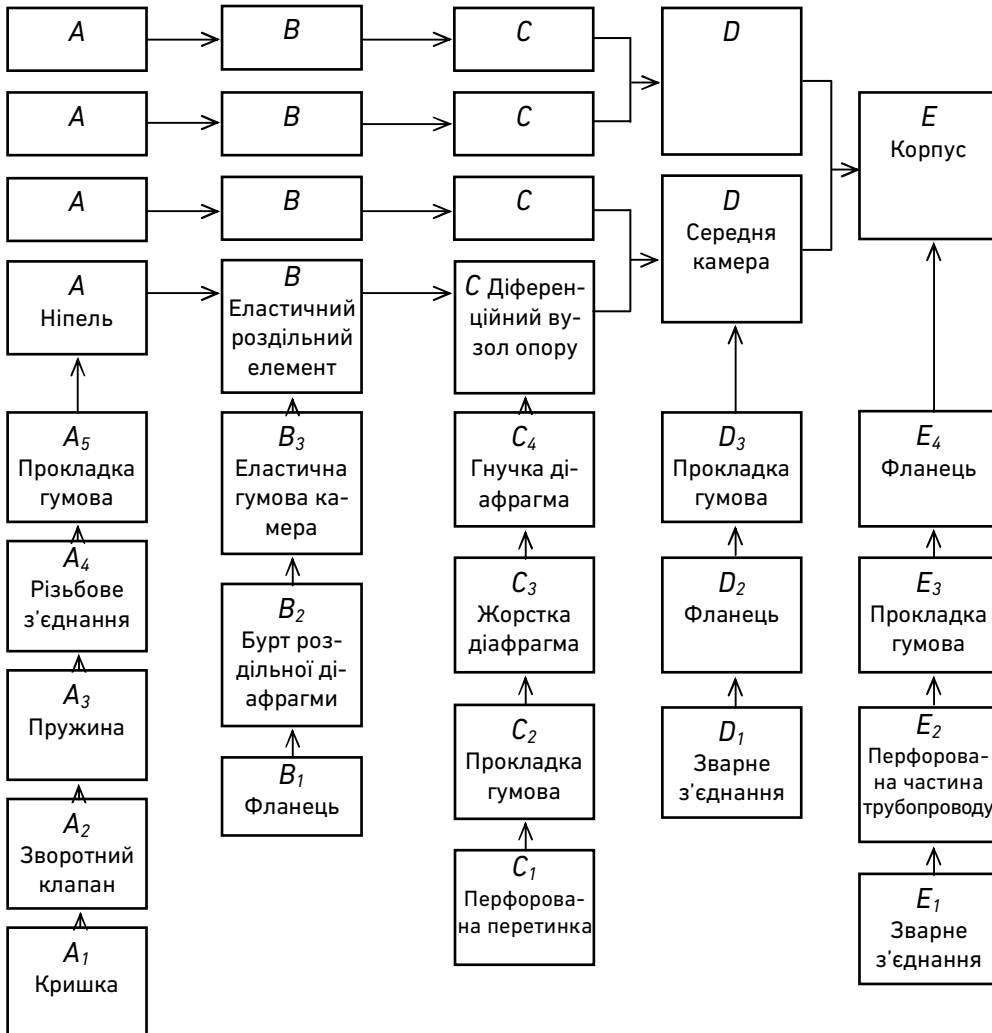 A
B
C
D
A
B
C
E
Корпус
A
B
C
D
Середня
камера
A
Ніпель
B
Еластичний
роздільний
елемент
C Діферен-
ційний ву-
зол опору
A5
Прокладка
гумова
B3
Еластична
гумова ка-
мера
C4
Гнучка ді-
афрагма
D3
Прокладка
гумова
E4
Фланець
A4
Різьбове
з’єднання
B2
Бурт роз-
дільної ді-
афрагми
C3
Жорстка
діафрагма
D2
Фланець
E3
Прокладка
гумова
A3
Пружина
B1
Фланець
C2
Прокладка
гумова
D1
Зварне
з’єднання
E2
Перфорова-
на частина
трубопроводу
A2
Зворотний
клапан
C1
Перфорова-
на перетинка
E1
Зварне
з’єднання
A1
Кришка